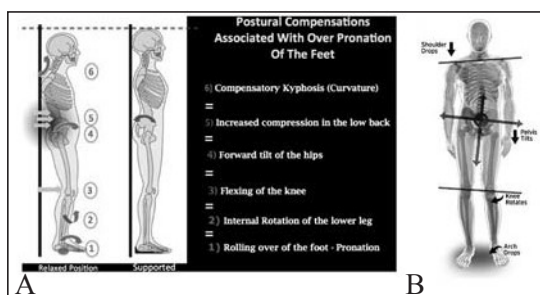 Postural Compensations
Associated With Over Pronation
Of The Feet
6) Compensatory Kyphosis (Curvature)
=
5) Increased compression in the low back
=
4) Forward tilt of the hips
=
3) Flexing of the knee
=
2) Internal Rotation of the lower leg
=
1) Rolling over of the foot - Pronation
6
5
4
3
2
1
Relaxed Position
Supported
A
Shoulder
Drops
Pelvis
Tilts
Knee
Rotates
Arch
Drops
B